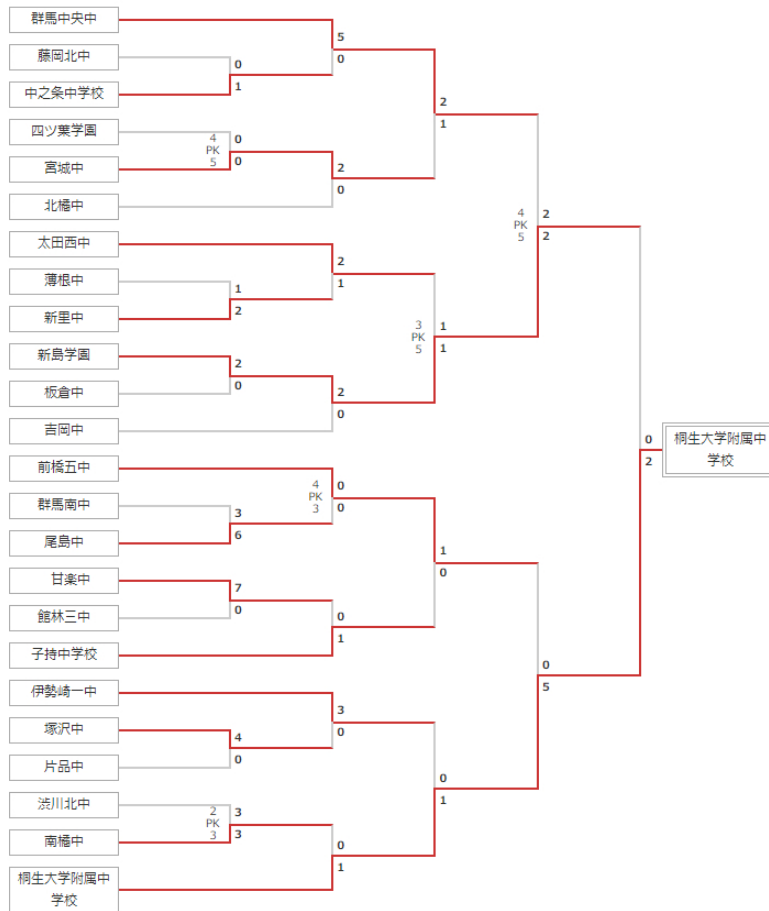 群馬中央中
5
藤岡北中
0
0
中之条中学校
1
2
四ツ葉学園
1
4
0
PK
宮城中
5
0
2
0
北橘中
4
2
PK
太田西中
5
2
2
薄根中
1
1
2
新里中
3
1
PK
新島学園
5
1
2
板倉中
0
2
吉岡中
0
0
桐生大学附属中
学校
2
前橋五中
4
0
PK
群馬南中
3
0
3
尾島中
6
1
甘楽中
0
7
館林三中
0
0
子持中学校
1
0
伊勢崎一中
5
3
塚沢中
0
4
片品中
0
0
渋川北中
1
2
3
PK
南橘中
3
3
0
桐生大学附属中
学校
1